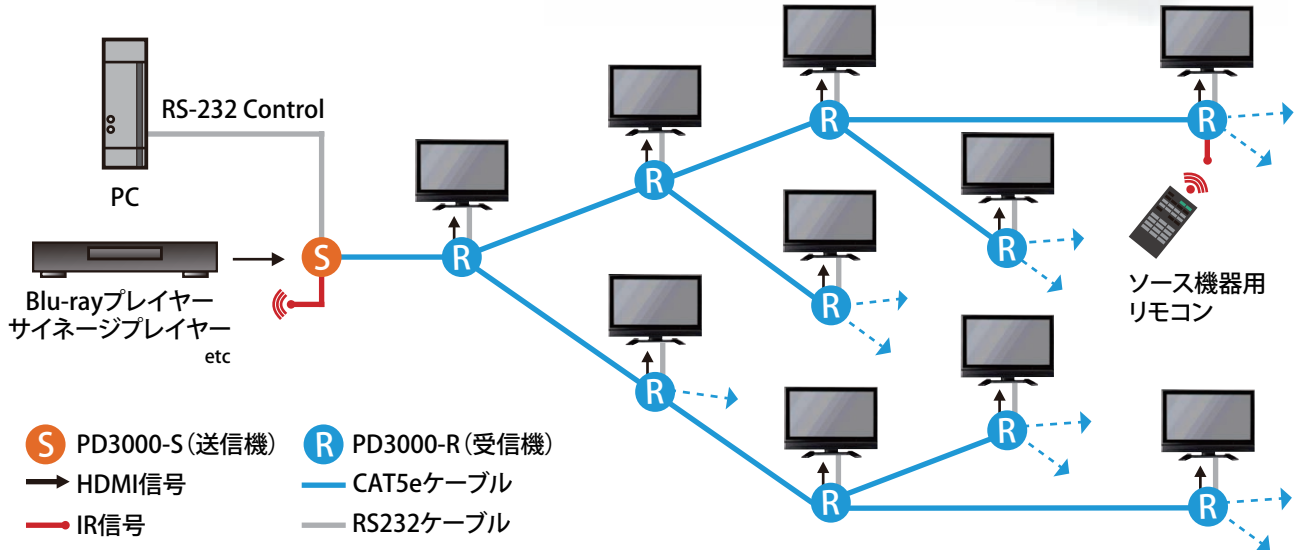 RS-232 Control
PC
Blu-rayプレイヤー
サイネージプレイヤー
etc
S
R
R
R
R
R
R
R
R
R
R
ソース機器用
リモコン
S PD3000-S（送信機）
R PD3000-R（受信機）
HDMI信号
CAT5eケーブル
IR信号
RS232ケーブル